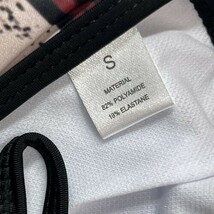 S
MATERIAL
82% POLYAMIDE
18% ELASTANE